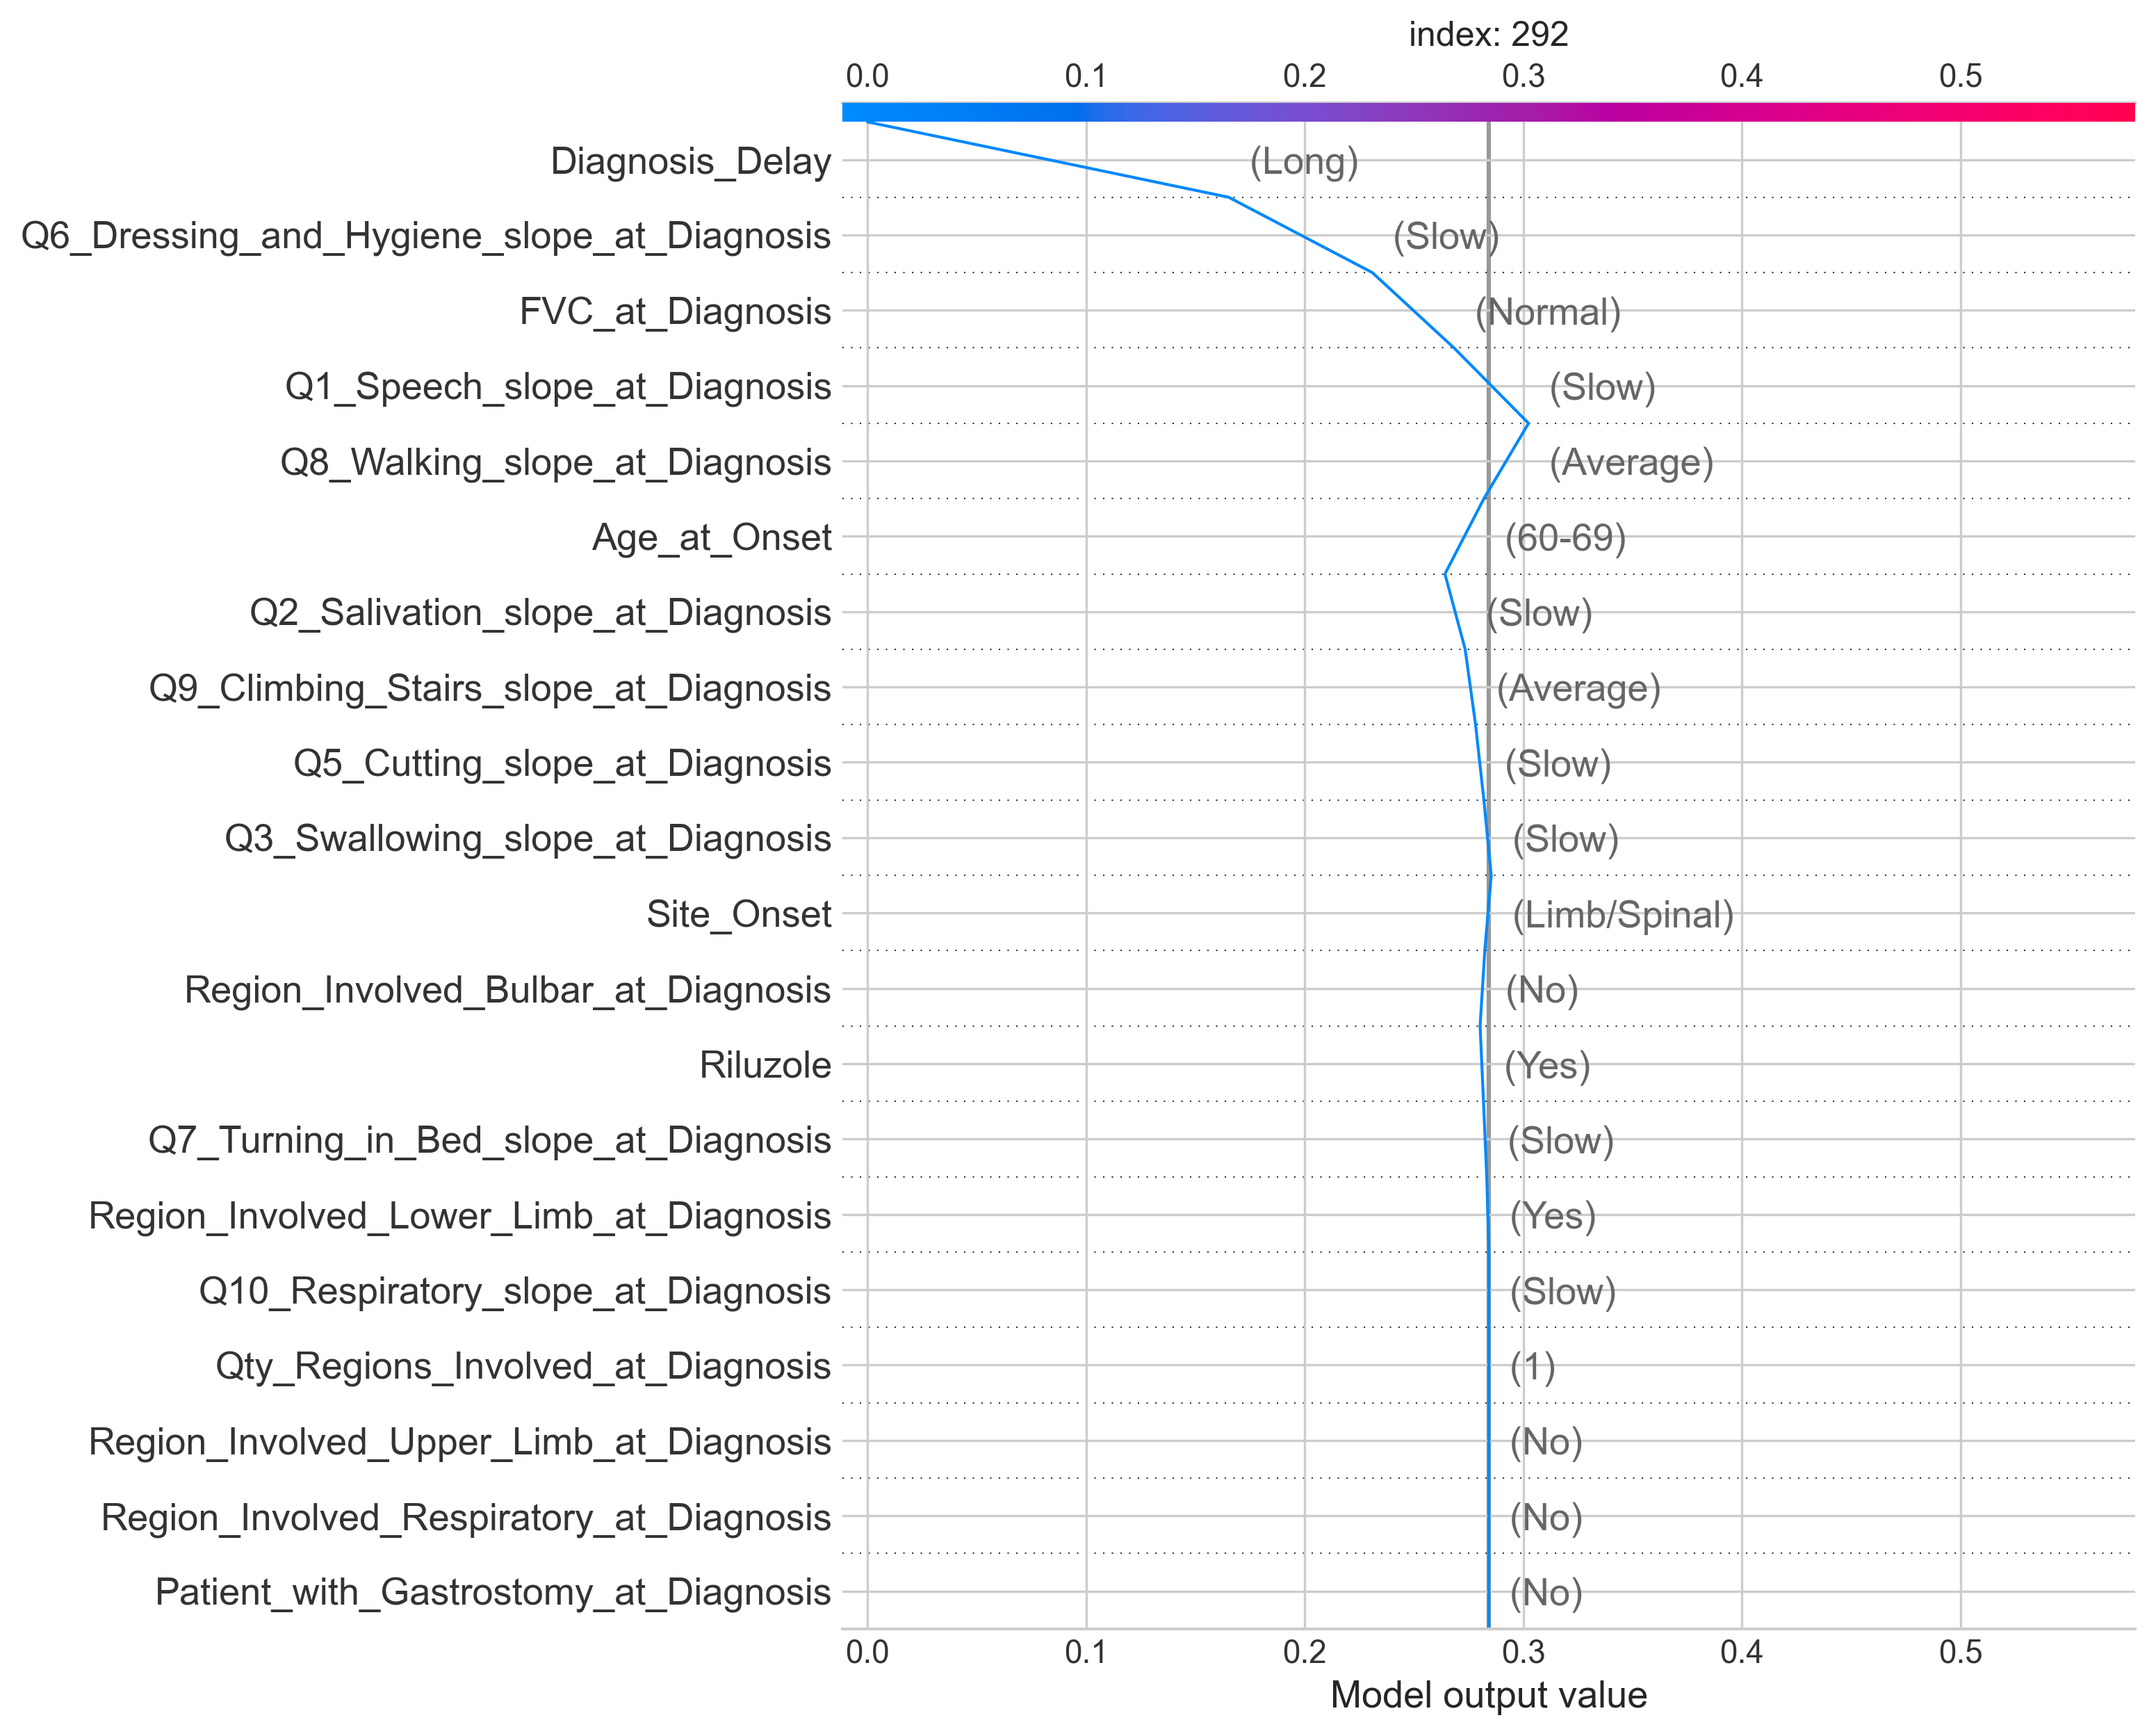 index: 292
0.0 0.1 0.2 0.3 0.4 0.5
Diagnosis_Delay (Long)
Q6_Dressing_and_Hygiene_slope_at_Diagnosis (Slow)
FVC_at_Diagnosis (Normal)
Q1_Speech_slope_at_Diagnosis (Slow)
Q8_Walking_slope_at_Diagnosis (Average)
Age_at_Onset (60-69)
Q2_Salivation_slope_at_Diagnosis (Slow)
Q9_Climbing_Stairs_slope_at_Diagnosis (Average)
Q5_Cutting_slope_at_Diagnosis (Slow)
Q3_Swallowing_slope_at_Diagnosis (Slow)
Site_Onset (Limb/Spinal)
Region_Involved_Bulbar_at_Diagnosis (No)
Riluzole (Yes)
Q7_Turning_in_Bed_slope_at_Diagnosis (Slow)
Region_Involved_Lower_Limb_at_Diagnosis (Yes)
Q10_Respiratory_slope_at_Diagnosis (Slow)
Qty_Regions_Involved_at_Diagnosis (1)
Region_Involved_Upper_Limb_at_Diagnosis (No)
Region_Involved_Respiratory_at_Diagnosis (No)
Patient_with_Gastrostomy_at_Diagnosis (No)
0.0 0.1 0.2 0.3 0.4 0.5
Model output value